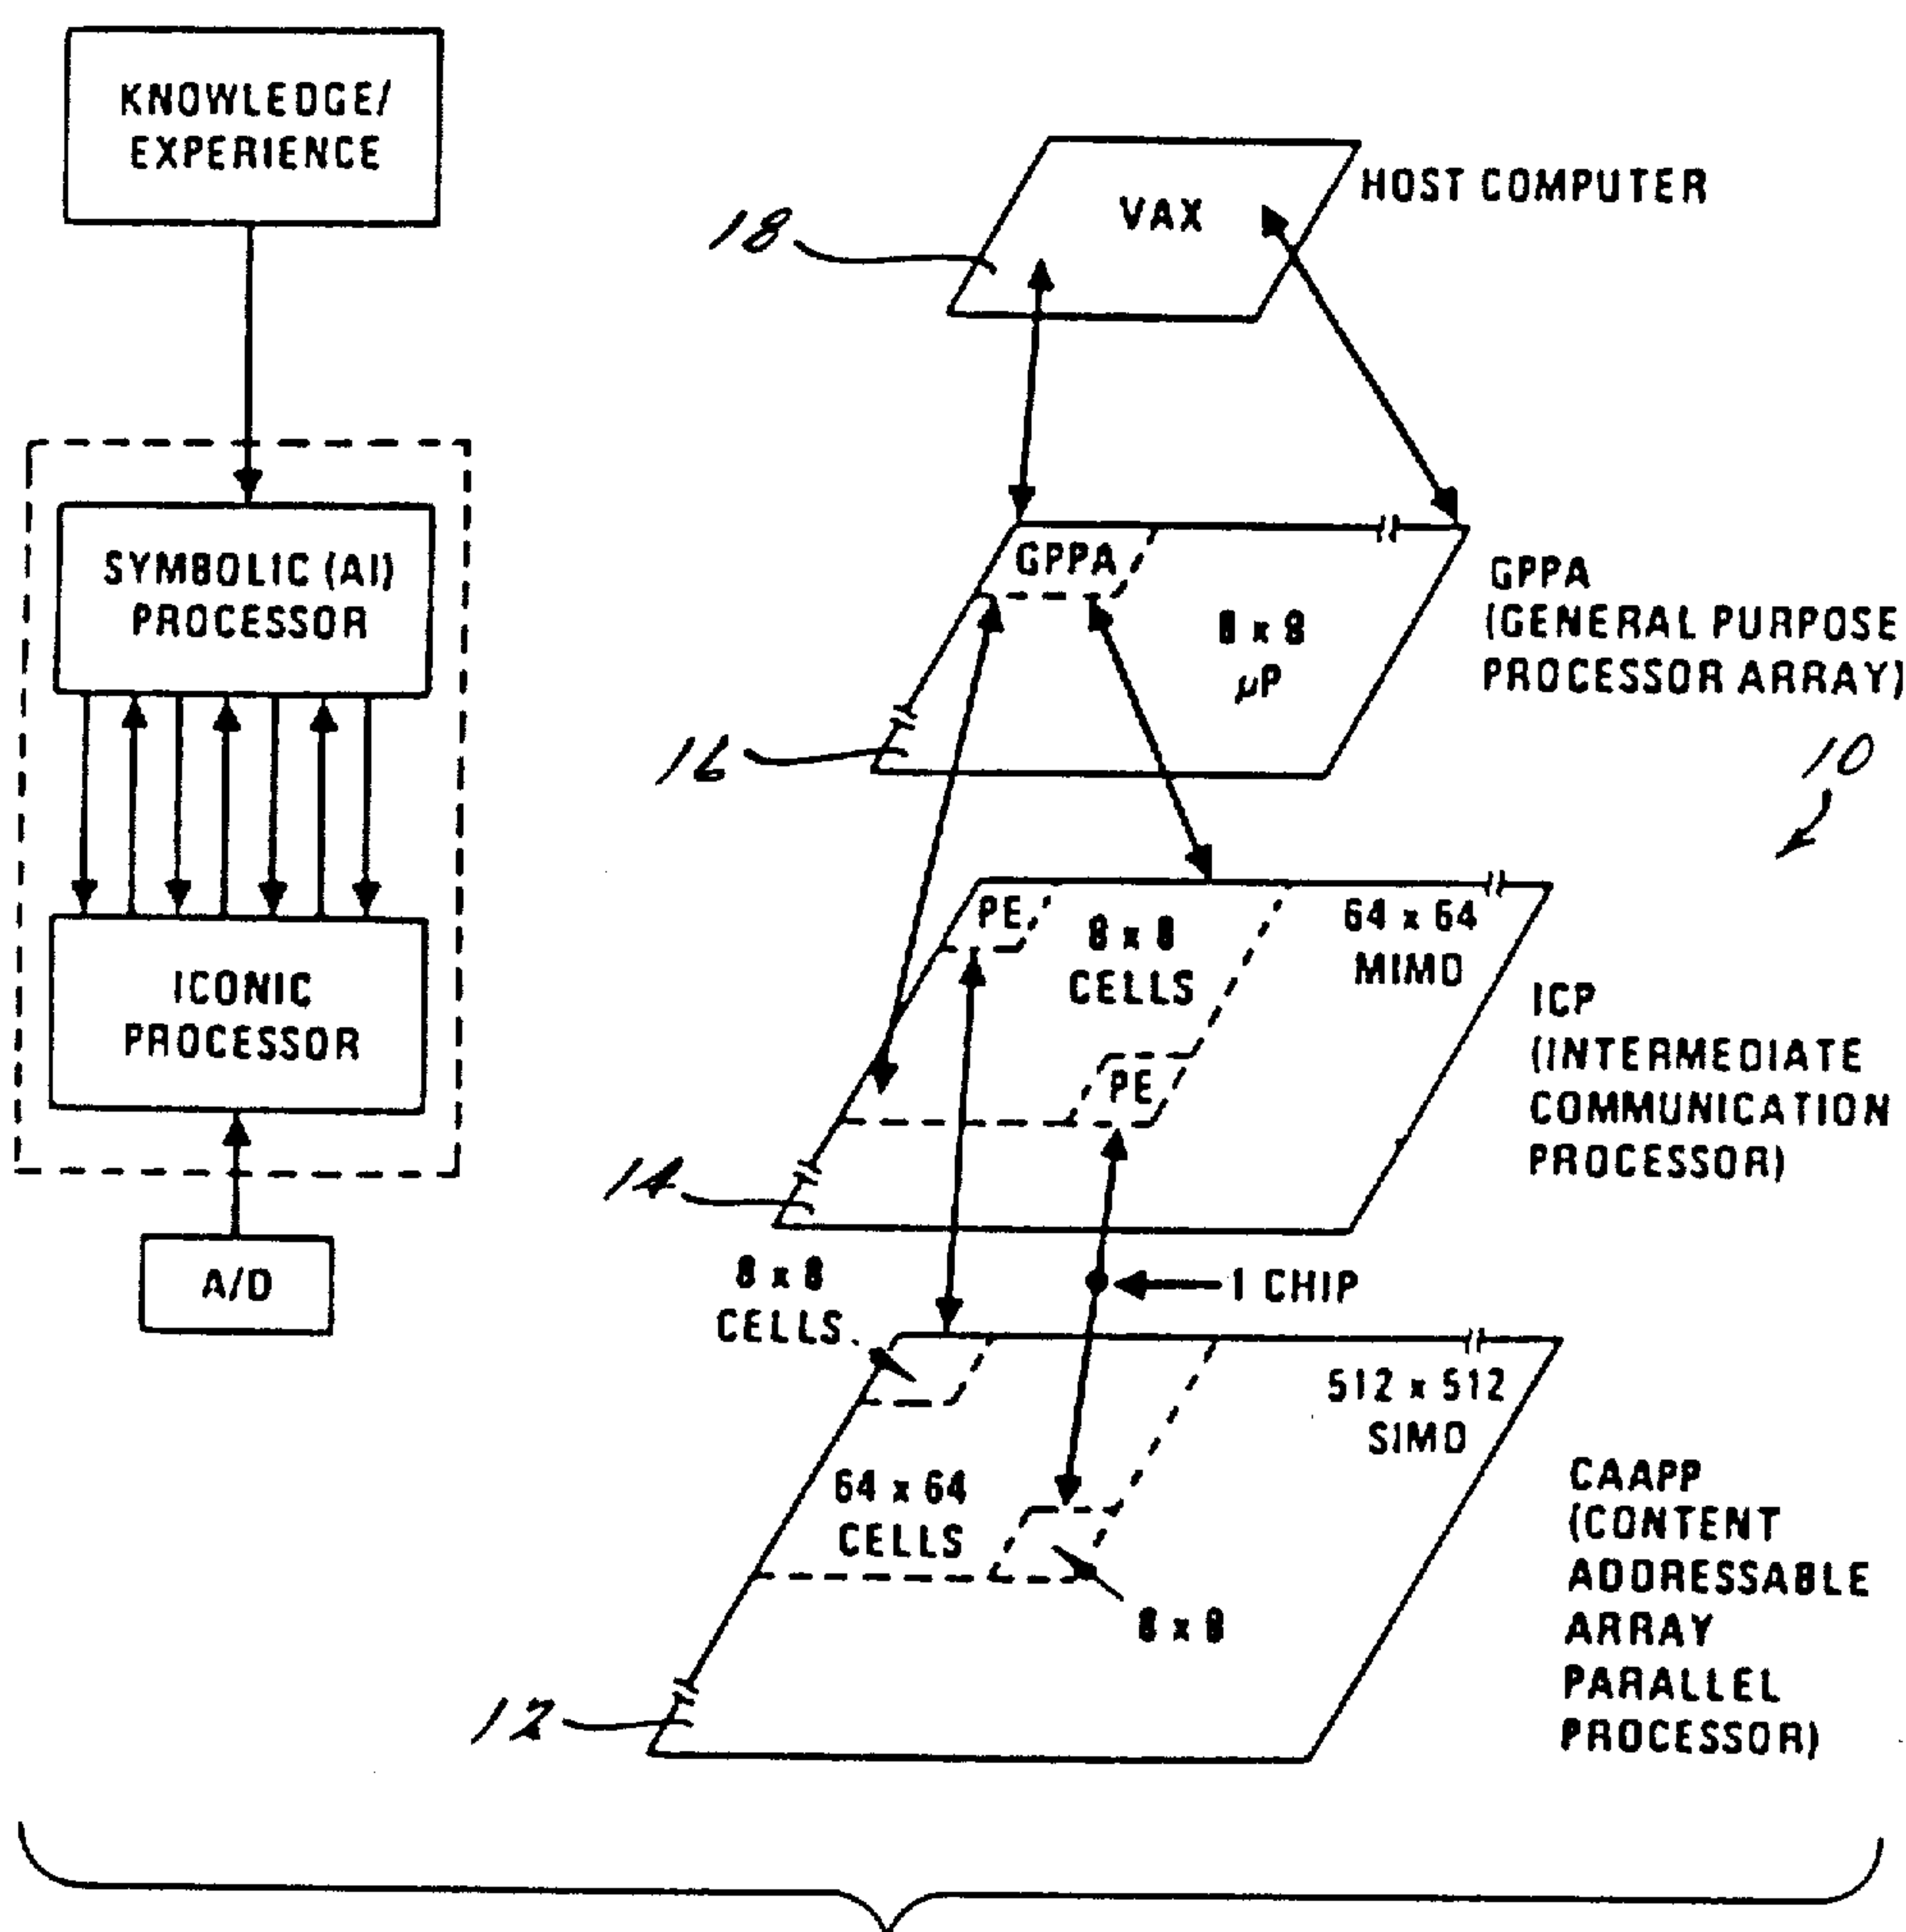 KNOWLEDGE/
EXPERIENCE
SYMBOLIC (AI)
PROCESSOR
ICONIC
PROCESSOR
A/D
VAX
HOST COMPUTER
18
GPPA
8 x 8
µP
GPPA
(GENERAL PURPOSE
PROCESSOR ARRAY)
16
10
PE
8 x 8
CELLS
64 x 64
MIMD
PE
ICP
(INTERMEDIATE
COMMUNICATION
PROCESSOR)
14
8 x 8
CELLS
1 CHIP
512 x 512
SIMD
64 x 64
CELLS
8 x 8
CAAPP
(CONTENT
ADDRESSABLE
ARRAY
PARALLEL
PROCESSOR)
12